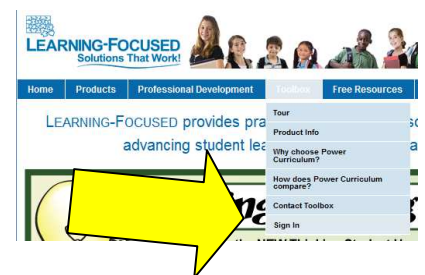 LEARNING-FOCUSED
Solutions That Work!
Home Products Professional Development Toolbox Free Resources
LEARNING-FOCUSED provides pra
advancing student lea
Tour
Product Info
Why choose Power
Curriculum?
How does Power Curriculum
compare?
Contact Toolbox
Sign In